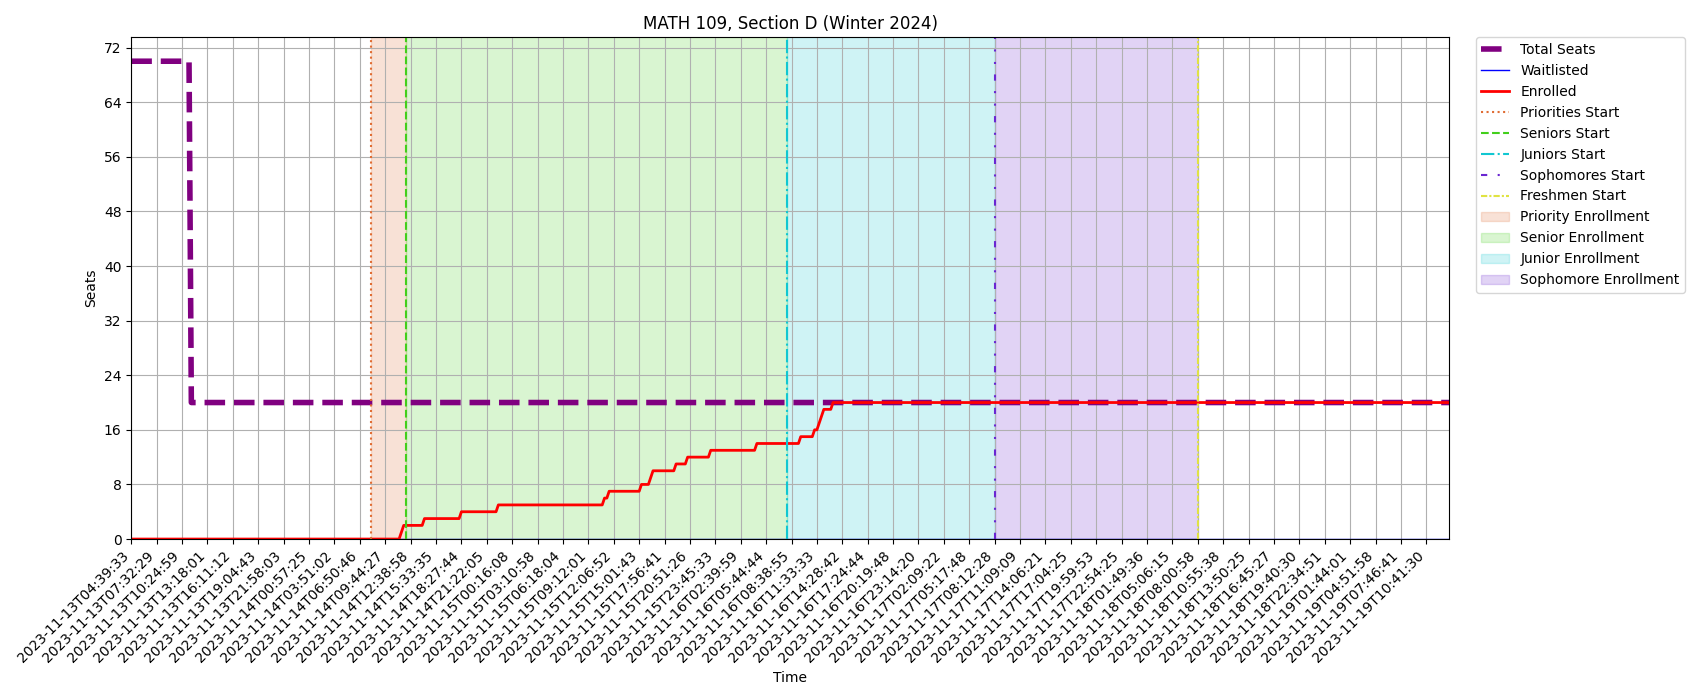 MATH 109, Section D (Winter 2024)
Seats
72
64
56
48
40
32
24
16
8
0
2023-11-13T04:39:33
2023-11-13T07:32:29
2023-11-13T10:24:59
2023-11-13T13:18:01
2023-11-13T16:11:12
2023-11-13T19:04:43
2023-11-13T21:58:03
2023-11-14T00:57:25
2023-11-14T03:51:02
2023-11-14T06:50:46
2023-11-14T09:44:27
2023-11-14T12:38:58
2023-11-14T15:33:35
2023-11-14T18:27:44
2023-11-14T21:22:05
2023-11-15T00:16:08
2023-11-15T03:10:58
2023-11-15T06:18:04
2023-11-15T09:12:01
2023-11-15T12:06:52
2023-11-15T15:01:43
2023-11-15T17:56:41
2023-11-15T20:51:26
2023-11-15T23:45:33
2023-11-16T02:39:59
2023-11-16T05:44:44
2023-11-16T08:38:55
2023-11-16T11:33:33
2023-11-16T14:28:42
2023-11-16T17:24:44
2023-11-16T20:19:48
2023-11-16T23:14:20
2023-11-17T02:09:22
2023-11-17T05:17:48
2023-11-17T08:12:28
2023-11-17T11:09:09
2023-11-17T14:06:21
2023-11-17T17:04:25
2023-11-17T19:59:53
2023-11-17T22:54:25
2023-11-18T01:49:36
2023-11-18T05:06:15
2023-11-18T08:00:58
2023-11-18T10:55:38
2023-11-18T13:50:25
2023-11-18T16:45:27
2023-11-18T19:40:30
2023-11-18T22:34:51
2023-11-19T01:44:01
2023-11-19T04:51:58
2023-11-19T07:46:41
2023-11-19T10:41:30
Time
Total Seats
Waitlisted
Enrolled
Priorities Start
Seniors Start
Juniors Start
Sophomores Start
Freshmen Start
Priority Enrollment
Senior Enrollment
Junior Enrollment
Sophomore Enrollment